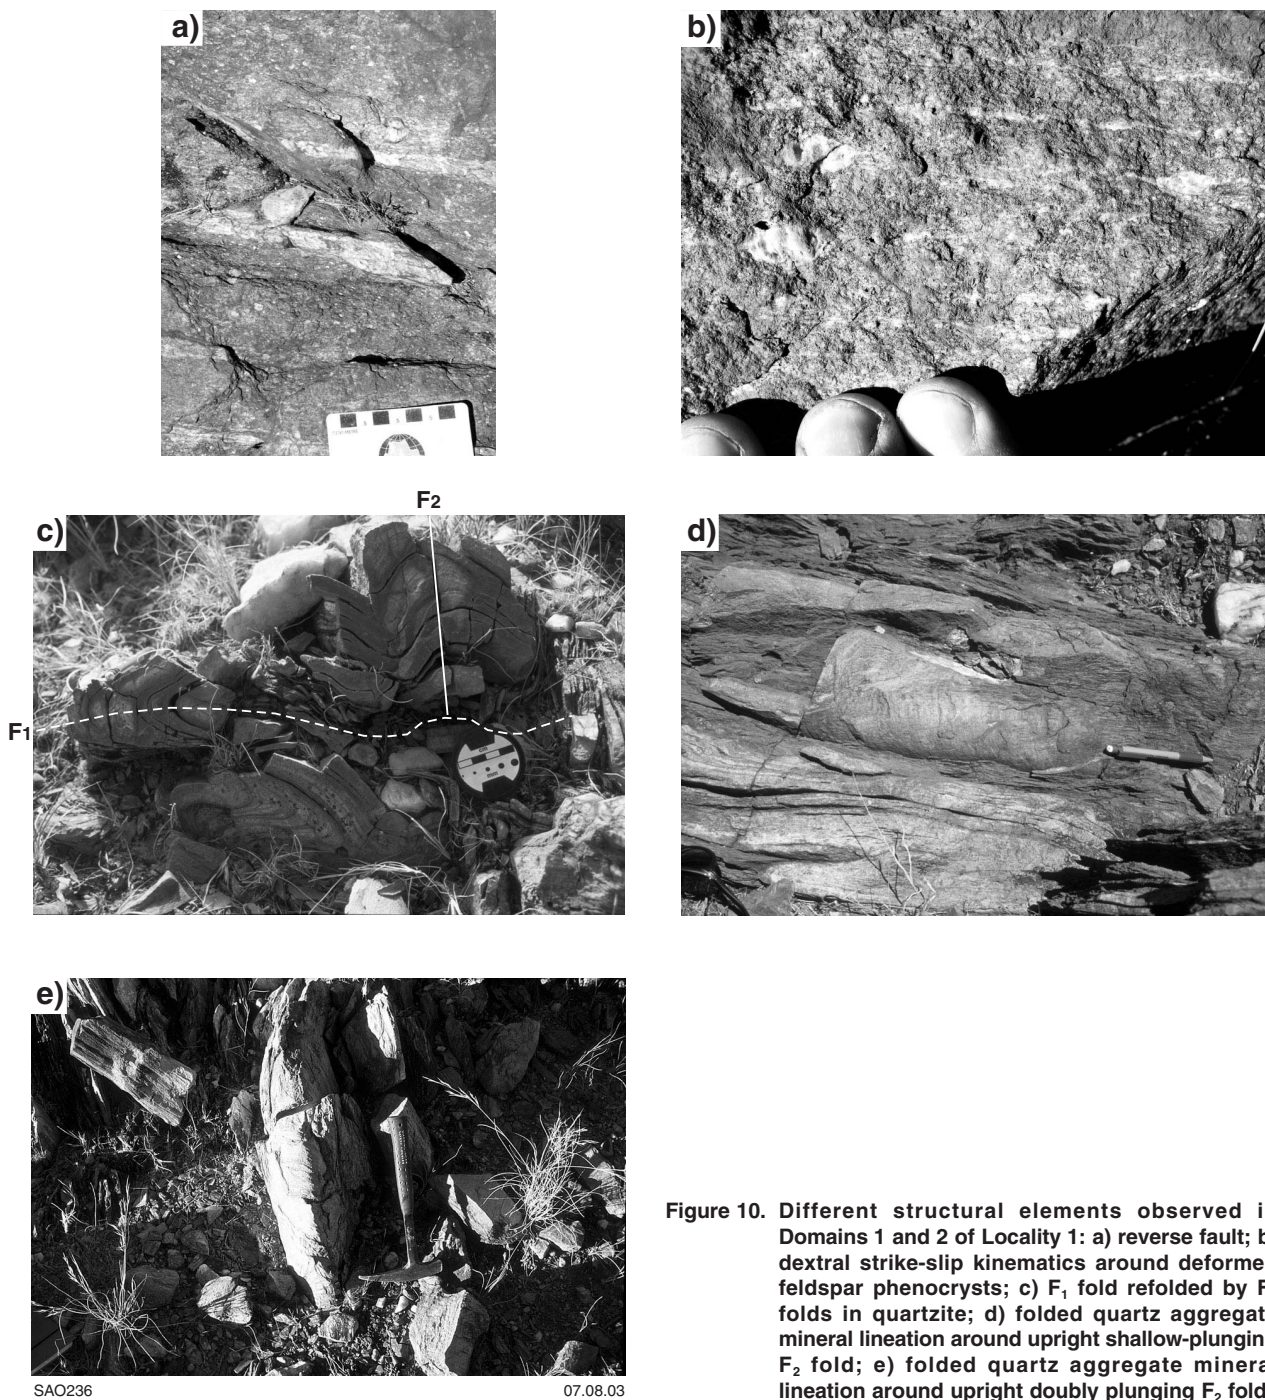 a)
b)
F2
c)
d)
F1
e)
SAO236
07.08.03
Figure 10. Different structural elements observed i
Domains 1 and 2 of Locality 1: a) reverse fault; b
dextral strike-slip kinematics around deforme
feldspar phenocrysts; c) F₁ fold refolded by F
folds in quartzite; d) folded quartz aggregat
mineral lineation around upright shallow-plungin
F₂ fold; e) folded quartz aggregate minera
lineation around upright doubly plunging F₂ fold